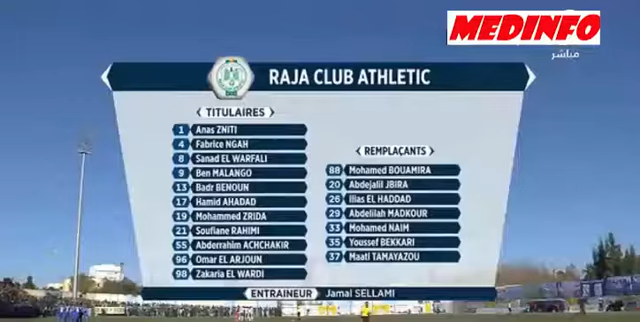 MEDINFO
مباشر
RAJA CLUB ATHLETIC
TITULAIRES
1 Anas ZNITI
4 Fabrice NGAH
8 Sanad EL WARFALI
9 Ben MALANGO
13 Badr BENOUN
17 Hamid AHADAD
19 Mohammed ZRIDA
21 Soufiane RAHIMI
55 Abderrahim ACHCHAKIR
96 Omar EL ARJOUN
98 Zakaria EL WARDI
REMPLAÇANTS
88 Mohamed BOUAMIRA
20 Abdejalil JBIRA
26 Ilias EL HADDAD
29 Abdelilah MADKOUR
33 Mohamed NAIM
35 Youssef BEKKARI
37 Maati TAMAYAZOU
ENTRAINEUR Jamal SELLAMI